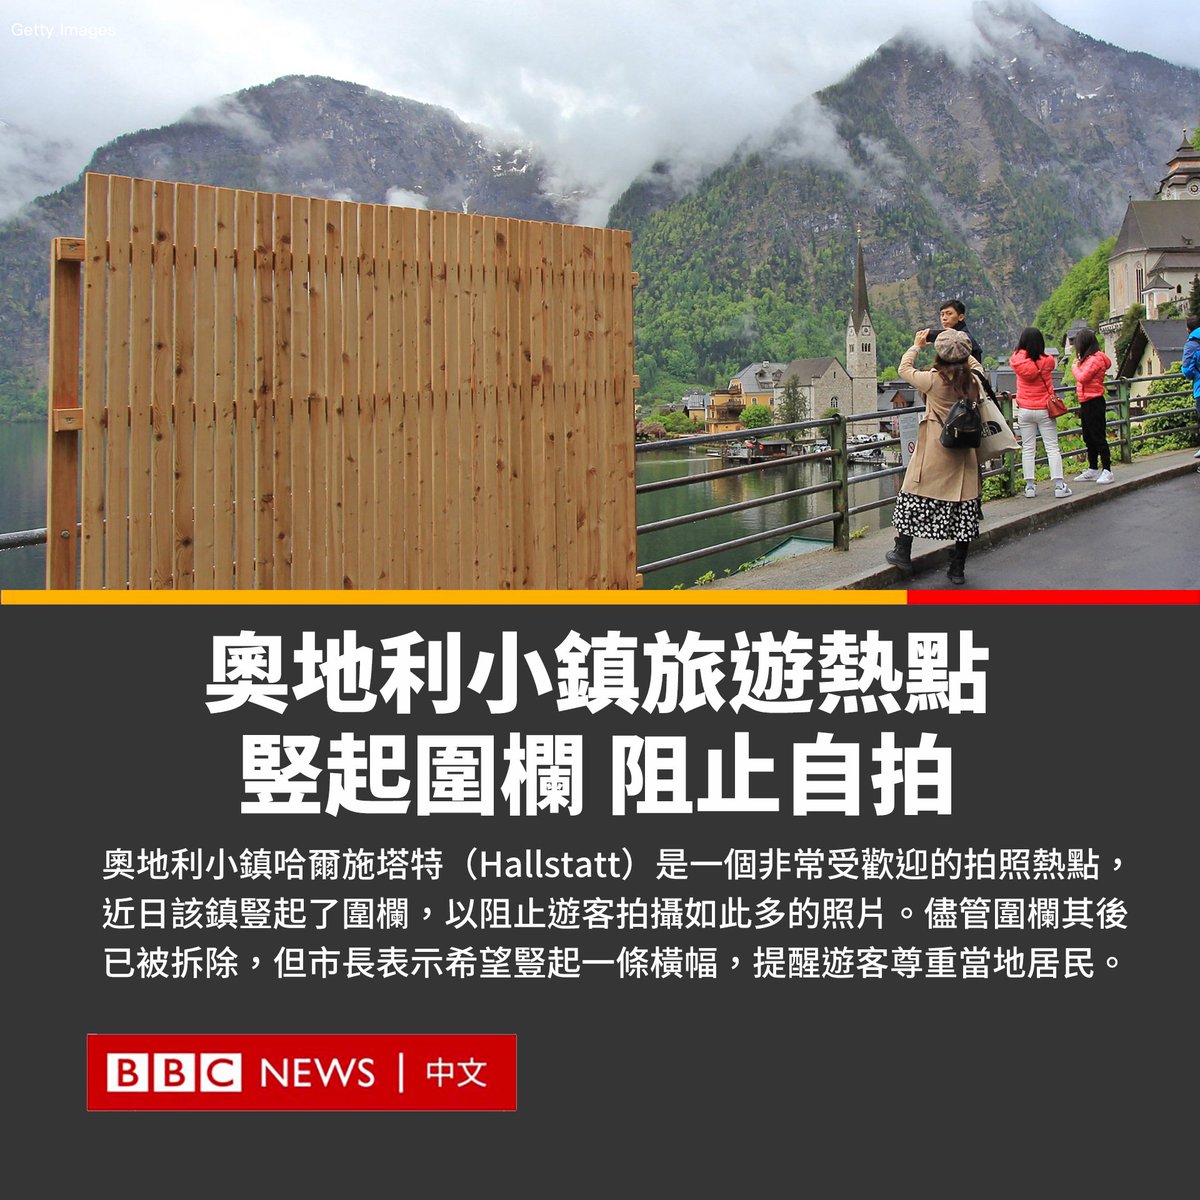 Getty Images
奧地利小鎮旅遊熱點
豎起圍欄 阻止自拍
奧地利小鎮哈爾施塔特（Hallstatt）是一個非常受歡迎的拍照熱點，
近日該鎮豎起了圍欄，以阻止遊客拍攝如此多的照片。儘管圍欄其後
已被拆除，但市長表示希望豎起一條橫幅，提醒遊客尊重當地居民。
BBC NEWS | 中文